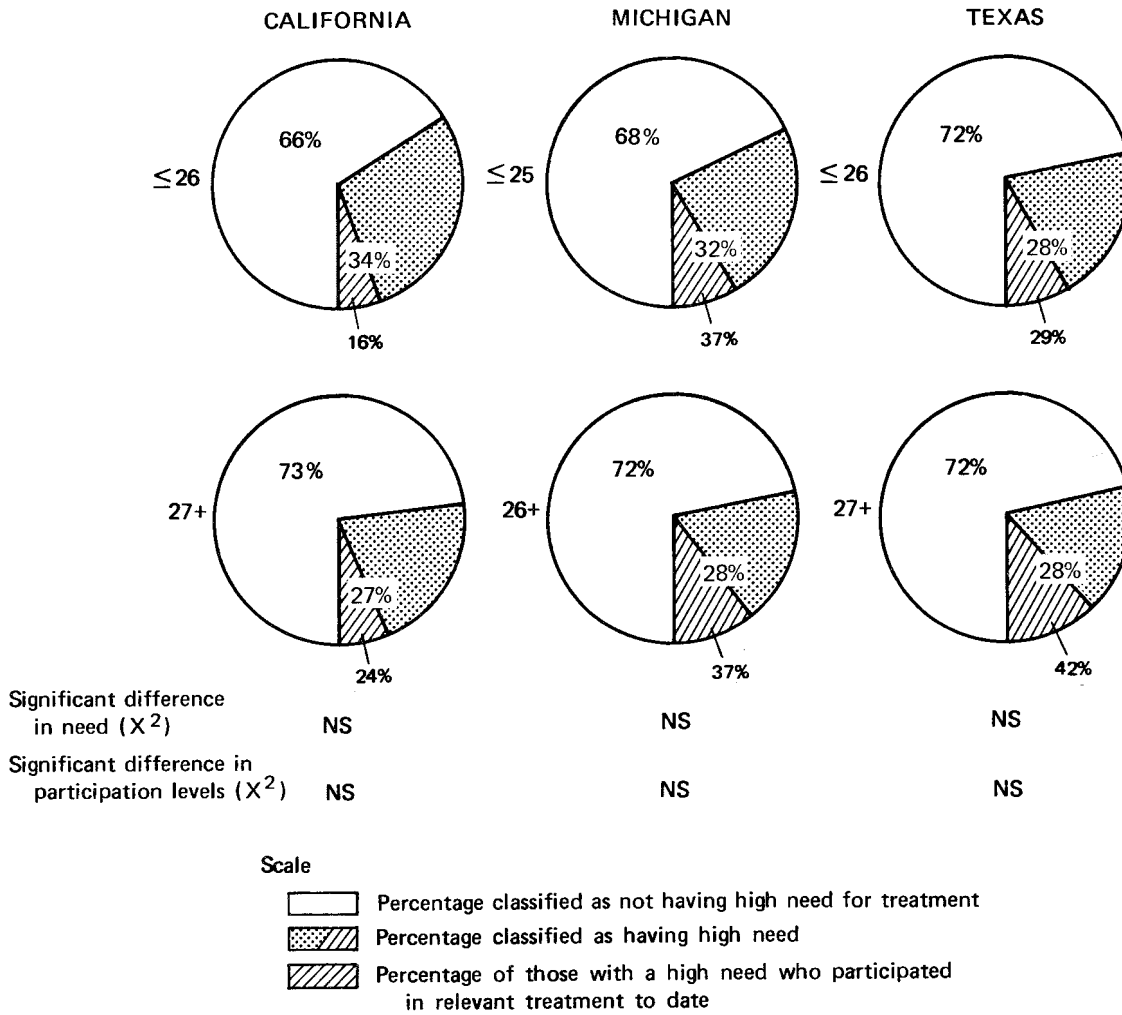 CALIFORNIA MICHIGAN TEXAS
≤ 26 66% 34% 16%
≤ 25 68% 32% 37%
≤ 26 72% 28% 29%
27+ 73% 27% 24%
26+ 72% 28% 37%
27+ 72% 28% 42%
Significant difference
in need (X²) NS NS NS
Significant difference in
participation levels (X²) NS NS NS
Scale
Percentage classified as not having high need for treatment
Percentage classified as having high need
Percentage of those with a high need who participated
in relevant treatment to date